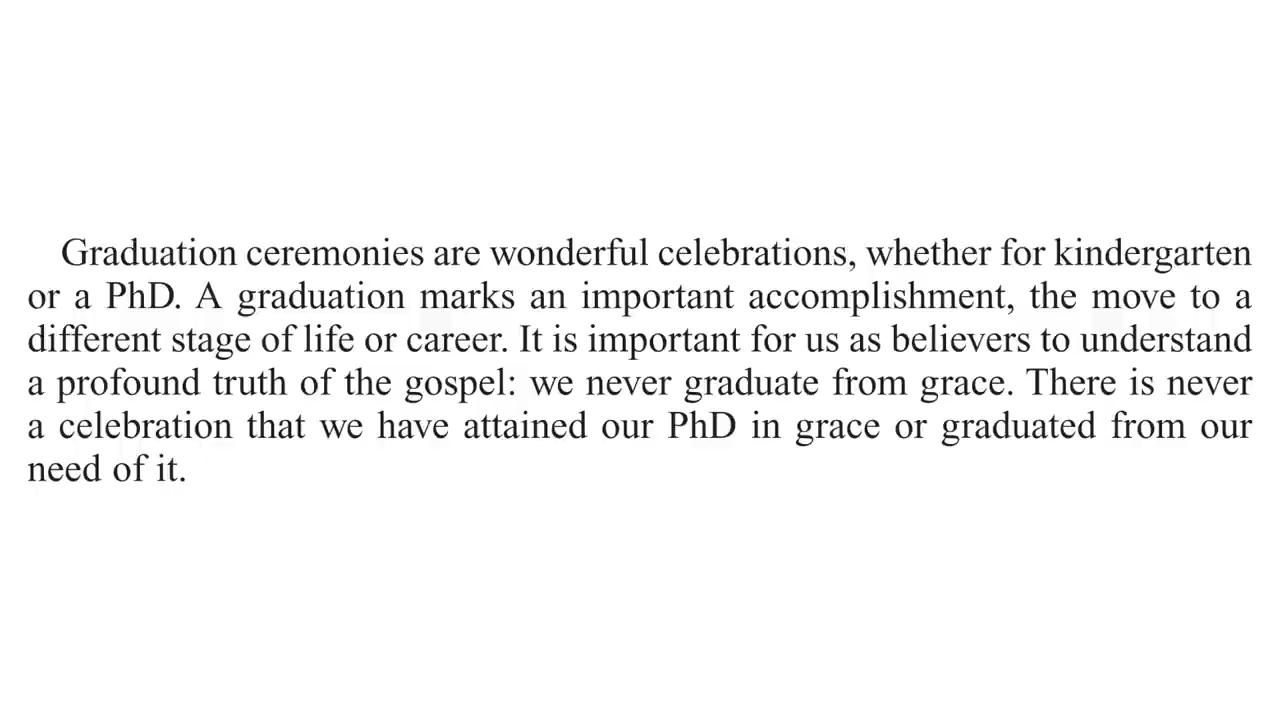 Graduation ceremonies are wonderful celebrations, whether for kindergarten
or a PhD. A graduation marks an important accomplishment, the move to a
different stage of life or career. It is important for us as believers to understand
a profound truth of the gospel: we never graduate from grace. There is never
a celebration that we have attained our PhD in grace or graduated from our
need of it.